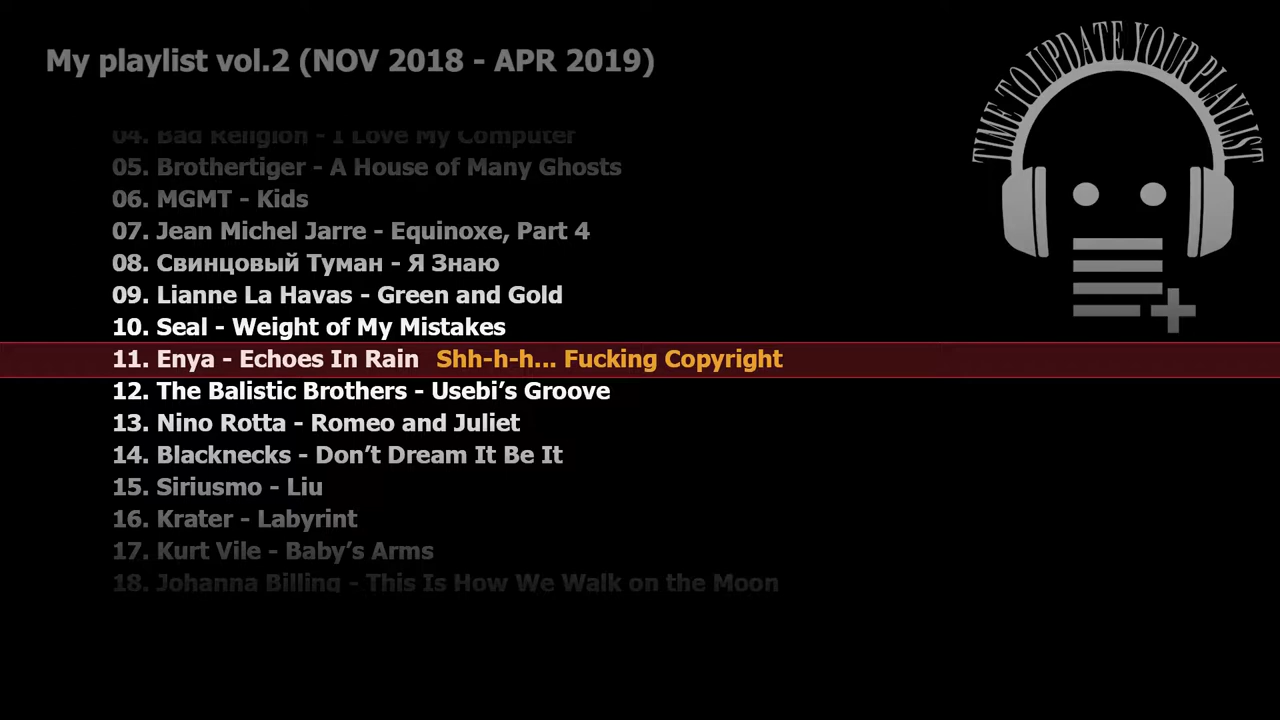 My playlist vol.2 (NOV 2018 - APR 2019)
TIME TO UPDATE YOUR PLAYLIST
04. Bad Religion - I Love My Computer
05. Brothertiger - A House of Many Ghosts
06. MGMT - Kids
07. Jean Michel Jarre - Equinoxe, Part 4
08. Свинцовый Туман - Я Знаю
09. Lianne La Havas - Green and Gold
10. Seal - Weight of My Mistakes
11. Enya - Echoes In Rain Shh-h-h... Fucking Copyright
12. The Balistic Brothers - Usebi’s Groove
13. Nino Rotta - Romeo and Juliet
14. Blacknecks - Don’t Dream It Be It
15. Siriusmo - Liu
16. Krater - Labyrint
17. Kurt Vile - Baby’s Arms
18. Johanna Billing - This Is How We Walk on the Moon